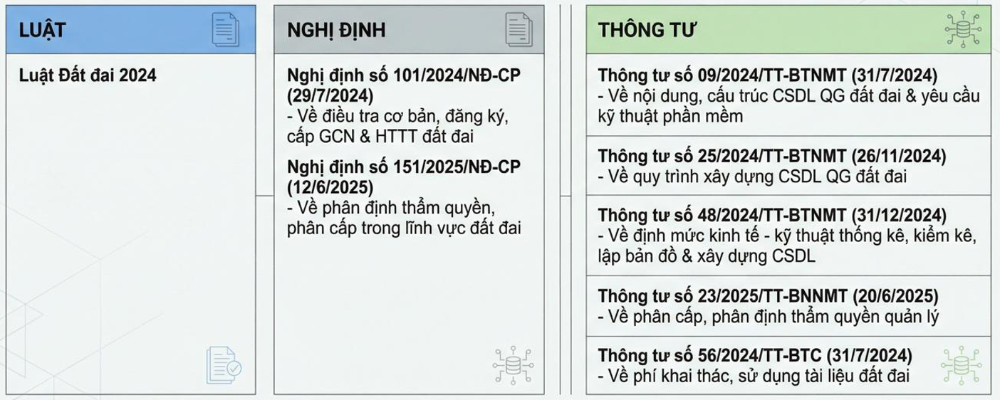 LUẬT
Luật Đất đai 2024
NGHỊ ĐỊNH
Nghị định số 101/2024/NĐ-CP
(29/7/2024)
- Về điều tra cơ bản, đăng ký,
cấp GCN & HTTT đất đai
Nghị định số 151/2025/NĐ-CP
(12/6/2025)
- Về phân định thẩm quyền,
phân cấp trong lĩnh vực đất đai
THÔNG TƯ
Thông tư số 09/2024/TT-BTNMT (31/7/2024)
- Về nội dung, cấu trúc CSDL QG đất đai & yêu cầu
kỹ thuật phần mềm
Thông tư số 25/2024/TT-BTNMT (26/11/2024)
- Về quy trình xây dựng CSDL QG đất đai
Thông tư số 48/2024/TT-BTNMT (31/12/2024)
- Về định mức kinh tế - kỹ thuật thống kê, kiểm kê,
lập bản đồ & xây dựng CSDL
Thông tư số 23/2025/TT-BNNMT (20/6/2025)
- Về phân cấp, phân định thẩm quyền quản lý
Thông tư số 56/2024/TT-BTC (31/7/2024)
- Về phí khai thác, sử dụng tài liệu đất đai